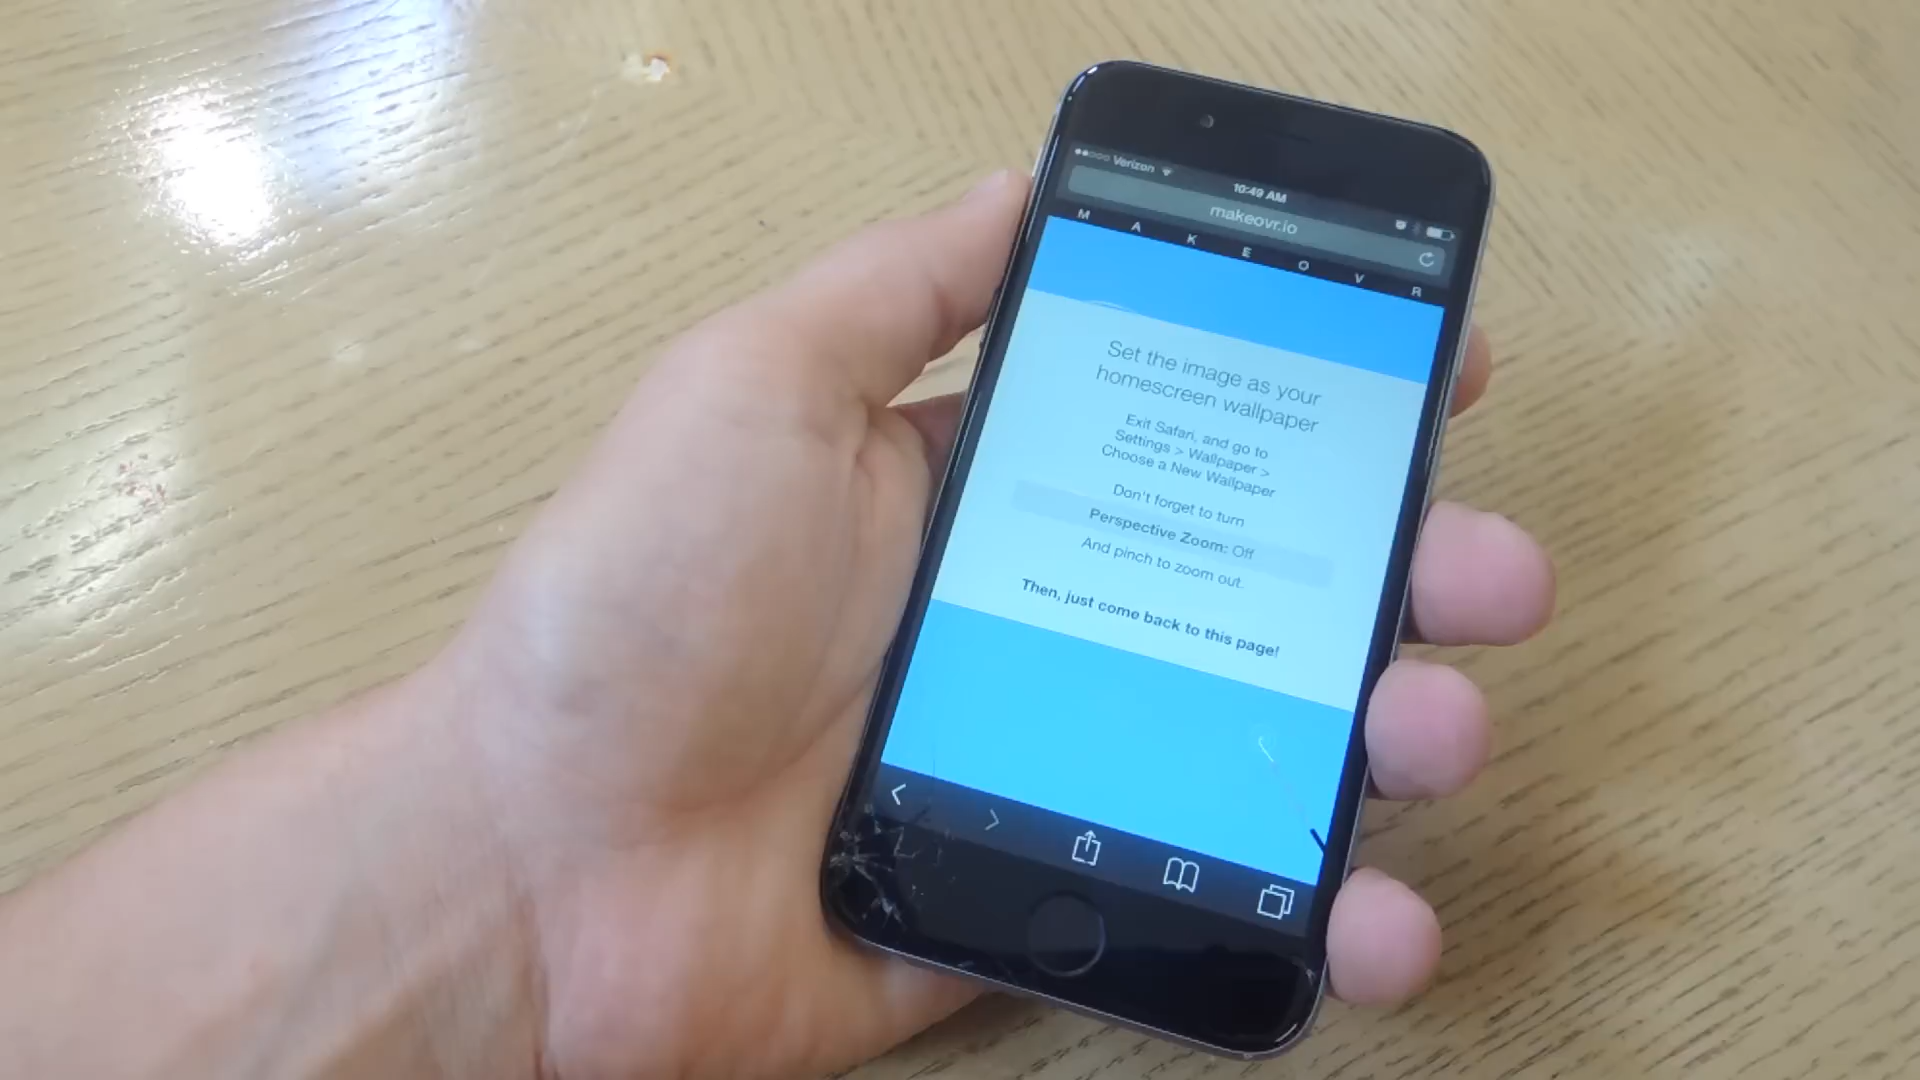 Verizon
10:49 AM
makeovr.io
M A K E O V R
Set the image as your
homescreen wallpaper
Exit Safari, and go to
Settings > Wallpaper >
Choose a New Wallpaper
Don't forget to turn
Perspective Zoom: Off
And pinch to zoom out.
Then, just come back to this page!